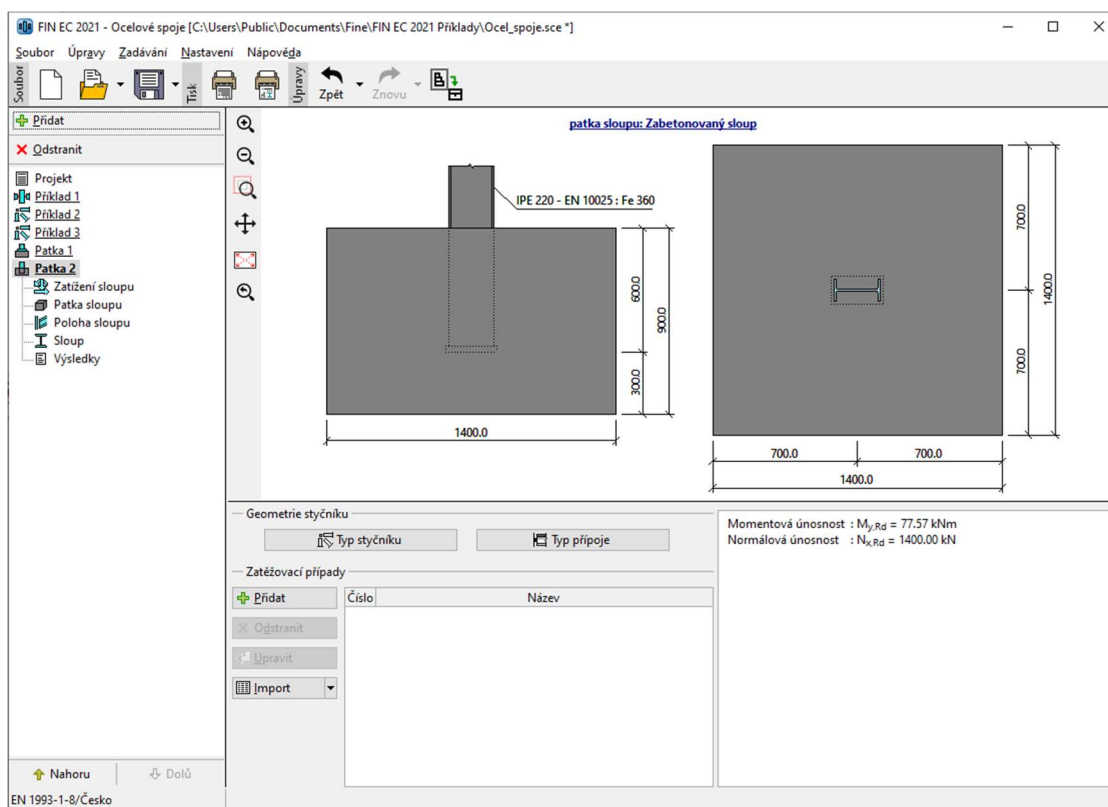 FIN EC 2021 - Ocelové spoje [C:\Users\Public\Documents\Fine\FIN EC 2021 Příklady\Ocel_spoje.sce *]
Soubor Úpravy Zadávání Nastavení Nápověda
Soubor
Tisk
Úpravy
Zpět
Znovu
Přidat
Odstranit
Projekt
Příklad 1
Příklad 2
Příklad 3
Patka 1
Patka 2
Zatížení sloupu
Patka sloupu
Poloha sloupu
Sloup
Výsledky
Nahoru
Dolů
EN 1993-1-8/Česko
patka sloupu: Zabetonovaný sloup
IPE 220 - EN 10025 : Fe 360
600.0
900.0
300.0
1400.0
700.0
1400.0
700.0
700.0 700.0
1400.0
Geometrie styčníku
Typ styčníku
Typ přípoje
Zatěžovací případy
Přidat
Odstranit
Upravit
Import
Číslo Název
Momentová únosnost : My,Rd = 77.57 kNm
Normálová únosnost : Nx,Rd = 1400.00 kN